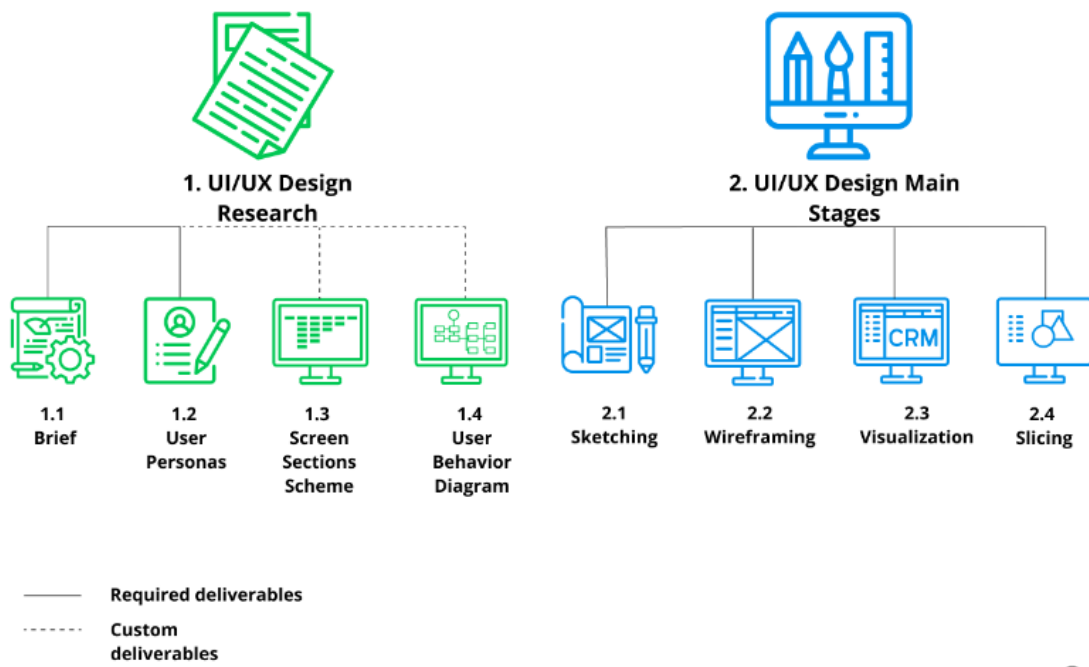 1. UI/UX Design
Research
2. UI/UX Design Main
Stages
CRM
1.1
Brief
1.2
User
Personas
1.3
Screen
Sections
Scheme
1.4
User
Behavior
Diagram
2.1
Sketching
2.2
Wireframing
2.3
Visualization
2.4
Slicing
Required deliverables
Custom
deliverables